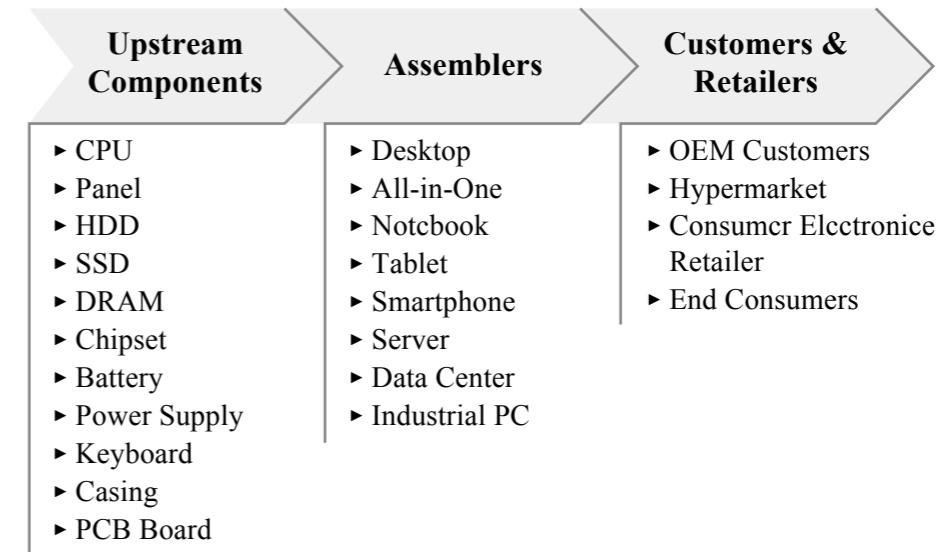 Upstream
Components
Assemblers
Customers &
Retailers
▸ CPU
▸ Panel
▸ HDD
▸ SSD
▸ DRAM
▸ Chipset
▸ Battery
▸ Power Supply
▸ Keyboard
▸ Casing
▸ PCB Board
▸ Desktop
▸ All-in-One
▸ Notcbook
▸ Tablet
▸ Smartphone
▸ Server
▸ Data Center
▸ Industrial PC
▸ OEM Customers
▸ Hypermarket
▸ Consumcr Elcctronice
Retailer
▸ End Consumers